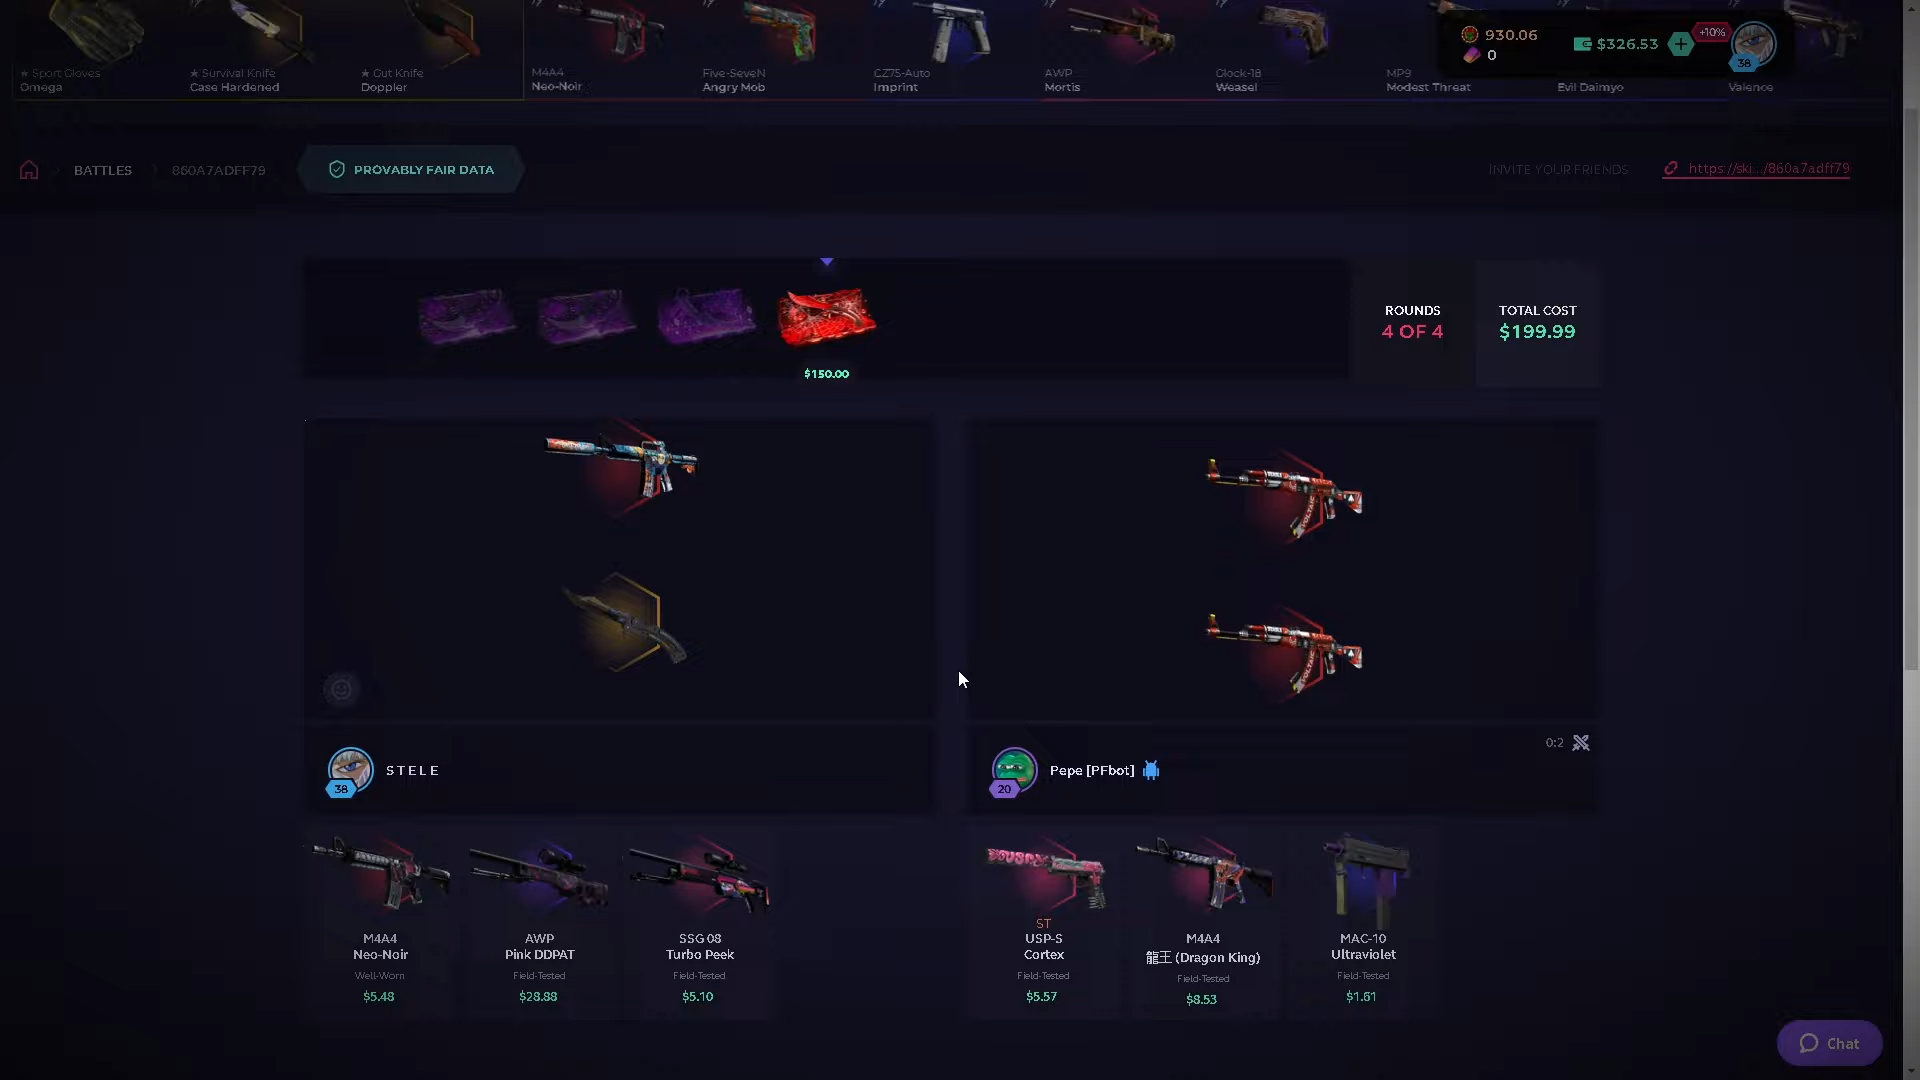 ★ Sport Gloves
Omega
★ Survival Knife
Case Hardened
★ Gut Knife
Doppler
M4A4
Neo-Noir
Five-SeveN
Angry Mob
CZ75-Auto
Imprint
AWP
Mortis
Glock-18
Weasel
MP9
Modest Threat
Evil Daimyo
Valence
930.06
0
$326.53
+10%
38
BATTLES
860A7ADFF79
PROVABLY FAIR DATA
INVITE YOUR FRIENDS
https://ski.../860a7adff79
$150.00
ROUNDS
4 OF 4
TOTAL COST
$199.99
38
STELE
20
Pepe [PFbot]
0:2
M4A4
Neo-Noir
Well-Worn
$5.48
AWP
Pink DDPAT
Field-Tested
$28.88
SSG 08
Turbo Peek
Field-Tested
$5.10
ST
USP-S
Cortex
Field-Tested
$5.57
M4A4
龍王 (Dragon King)
Field-Tested
$8.53
MAC-10
Ultraviolet
Field-Tested
$1.61
Chat